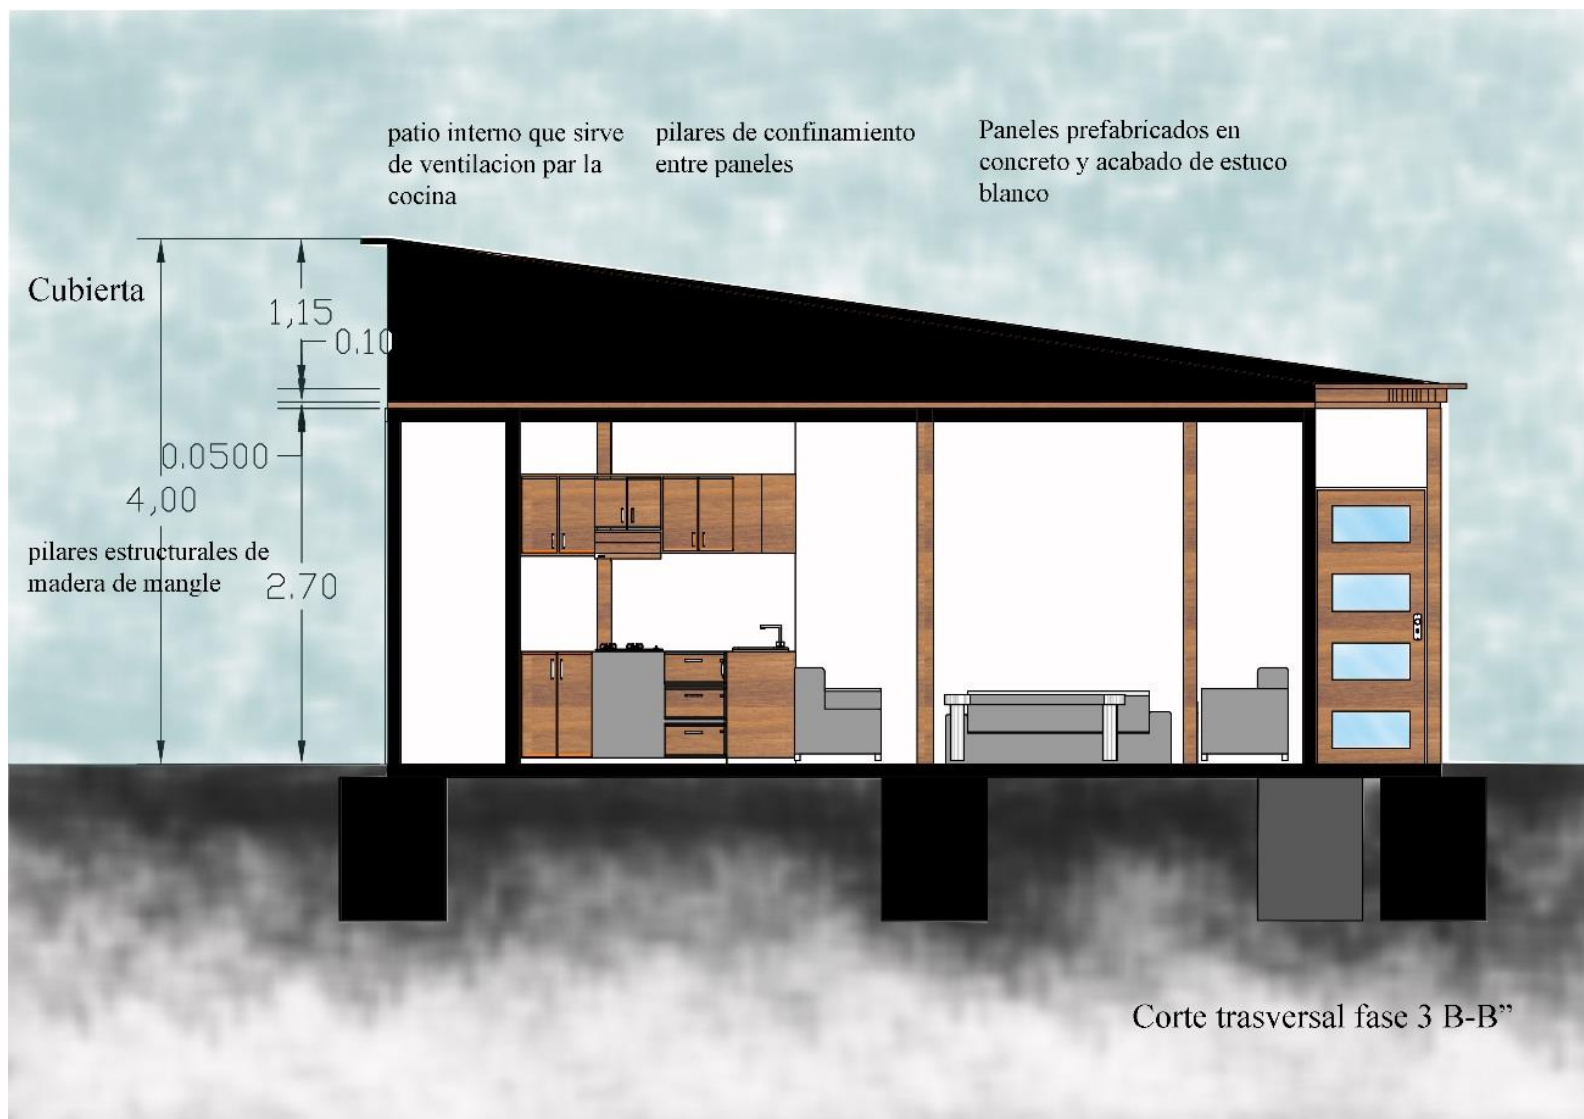 patio interno que sirve
de ventilacion par la
cocina
pilares de confinamiento
entre paneles
Paneles prefabricados en
concreto y acabado de estuco
blanco
Cubierta
1,15
0.10
0.0500
4,00
pilares estructurales de
madera de mangle
2.70
Corte trasversal fase 3 B-B”